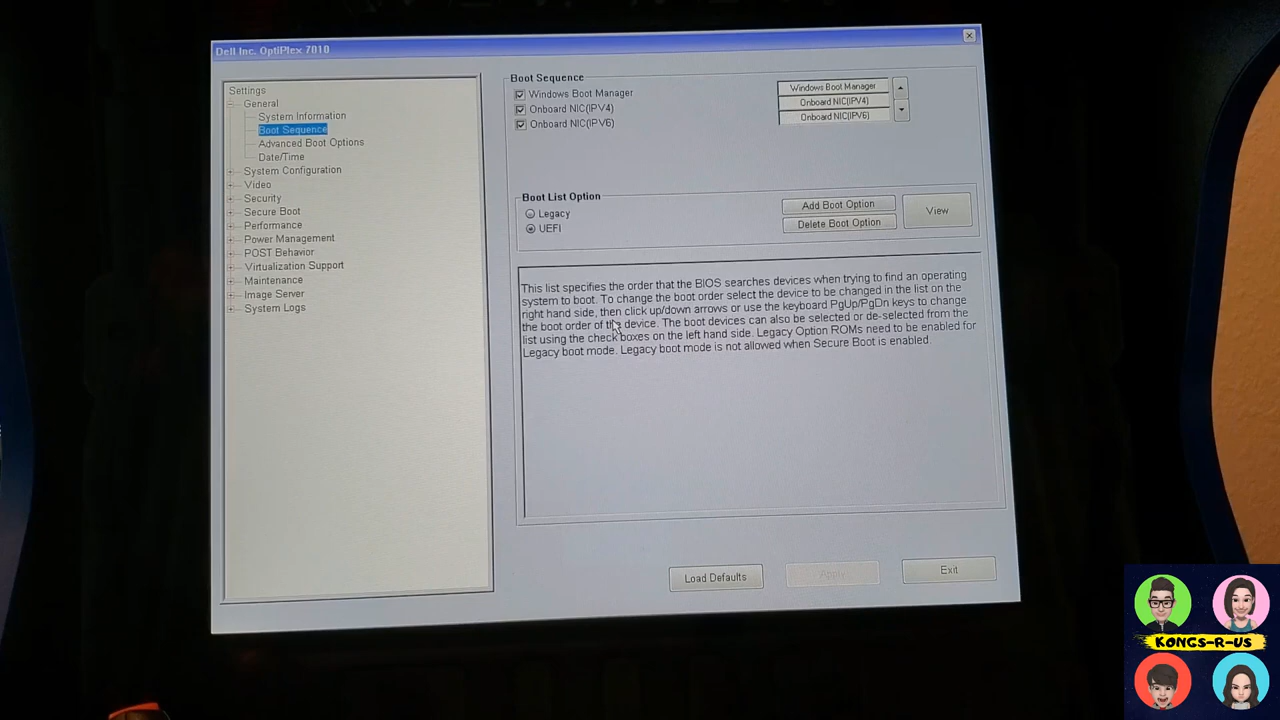 Dell Inc. OptiPlex 7010
Settings
General
System Information
Boot Sequence
Advanced Boot Options
Date/Time
System Configuration
Video
Security
Secure Boot
Performance
Power Management
POST Behavior
Virtualization Support
Maintenance
Image Server
System Logs
Boot Sequence
Windows Boot Manager
Onboard NIC(IPV4)
Onboard NIC(IPV6)
Windows Boot Manager
Onboard NIC(IPV4)
Onboard NIC(IPV6)
Boot List Option
Legacy
UEFI
Add Boot Option
Delete Boot Option
View
This list specifies the order that the BIOS searches devices when trying to find an operating
system to boot. To change the boot order select the device to be changed in the list on the
right hand side, then click up/down arrows or use the keyboard PgUp/PgDn keys to change
the boot order of the device. The boot devices can also be selected or de-selected from the
list using the check boxes on the left hand side. Legacy Option ROMs need to be enabled for
Legacy boot mode. Legacy boot mode is not allowed when Secure Boot is enabled.
Load Defaults
Apply
Exit
KONGS-R-US